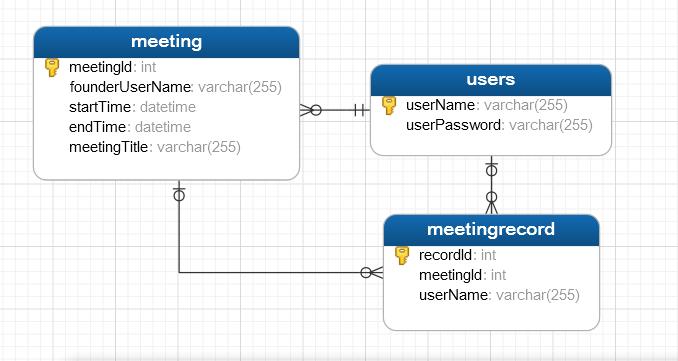 meeting
meetingId: int
founderUserName: varchar(255)
startTime: datetime
endTime: datetime
meetingTitle: varchar(255)
users
userName: varchar(255)
userPassword: varchar(255)
meetingrecord
recordId: int
meetingId: int
userName: varchar(255)